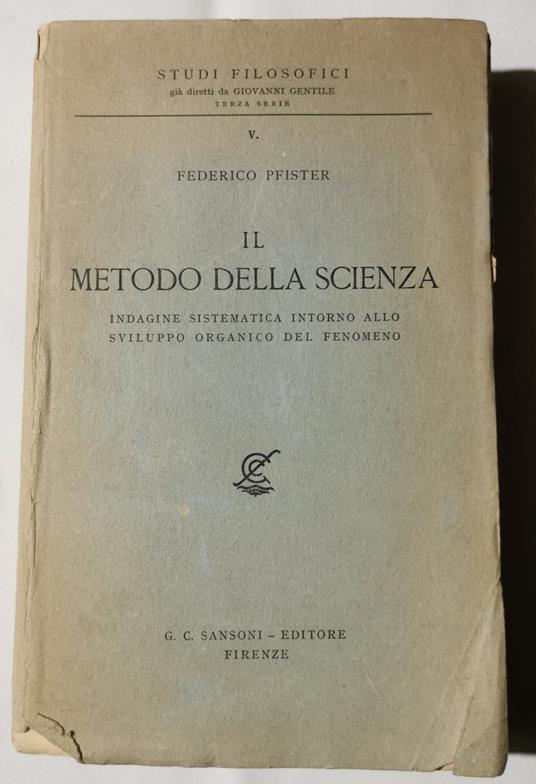 STUDI FILOSOFICI
già diretti da GIOVANNI GENTILE
TERZA SERIE
V.
FEDERICO PFISTER
IL
METODO DELLA SCIENZA
INDAGINE SISTEMATICA INTORNO ALLO
SVILUPPO ORGANICO DEL FENOMENO
G. C. SANSONI – EDITORE
FIRENZE